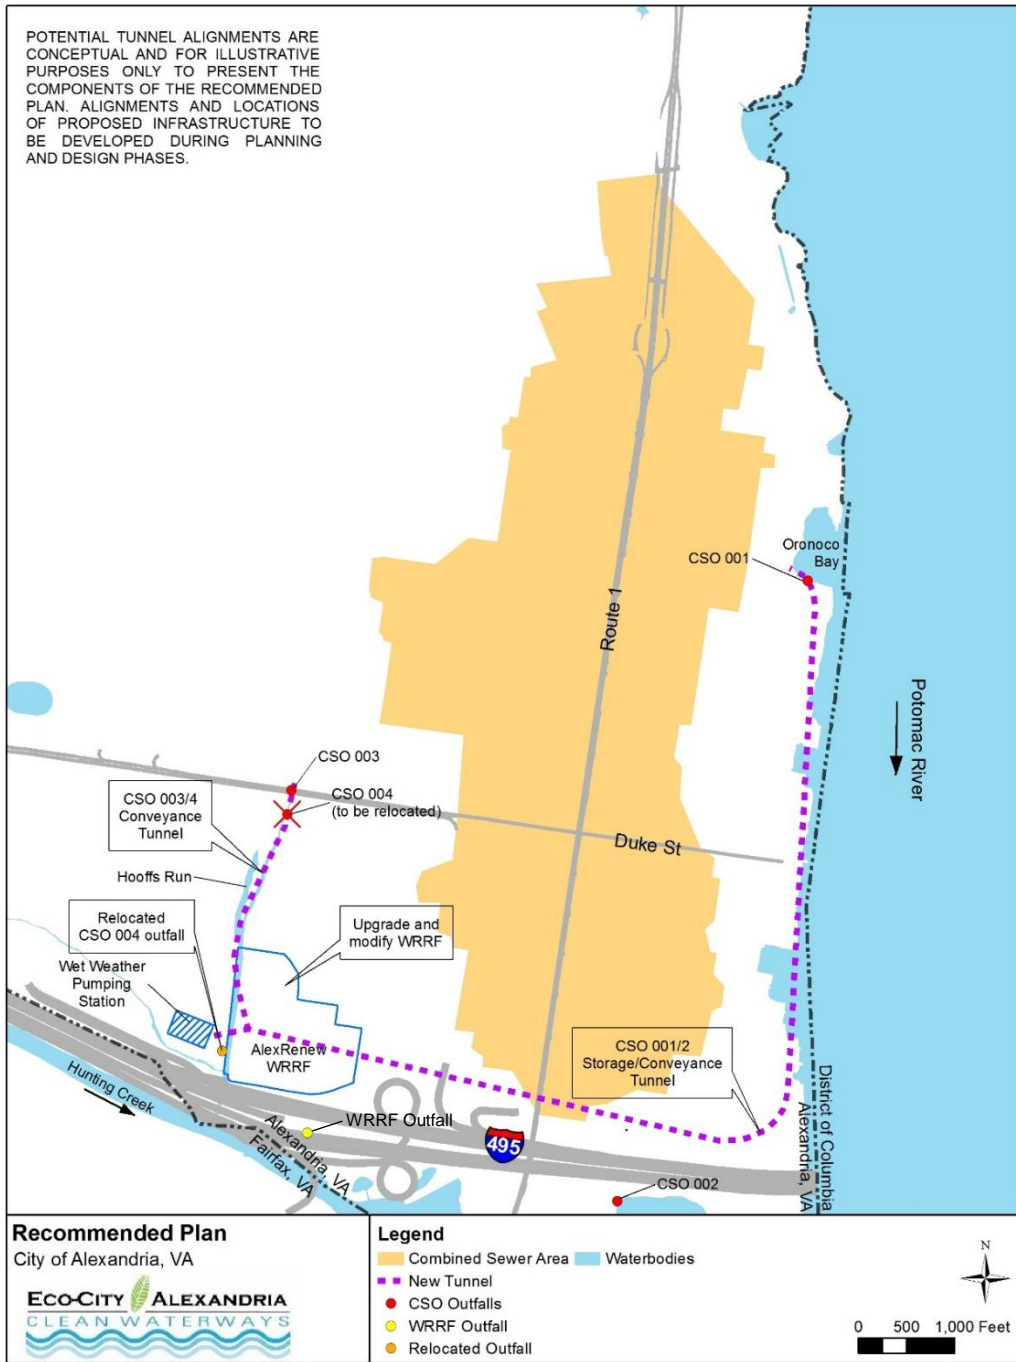 POTENTIAL TUNNEL ALIGNMENTS ARE
CONCEPTUAL AND FOR ILLUSTRATIVE
PURPOSES ONLY TO PRESENT THE
COMPONENTS OF THE RECOMMENDED
PLAN. ALIGNMENTS AND LOCATIONS
OF PROPOSED INFRASTRUCTURE TO
BE DEVELOPED DURING PLANNING
AND DESIGN PHASES.
Oronoco
Bay
CSO 001
Route 1
Potomac River
CSO 003
CSO 004
(to be relocated)
CSO 003/4
Conveyance
Tunnel
Duke St
Hooffs Run
Relocated
CSO 004 outfall
Upgrade and
modify WRRF
Wet Weather
Pumping
Station
AlexRenew
WRRF
CSO 001/2
Storage/Conveyance
Tunnel
Hunting Creek
WRRF Outfall
Alexandria, VA
Fairfax, VA
495
CSO 002
District of Columbia
Alexandria, VA
Recommended Plan
City of Alexandria, VA
ECO-CITY ALEXANDRIA
CLEAN WATERWAYS
Legend
Combined Sewer Area
Waterbodies
New Tunnel
CSO Outfalls
WRRF Outfall
Relocated Outfall
N
0 500 1,000 Feet